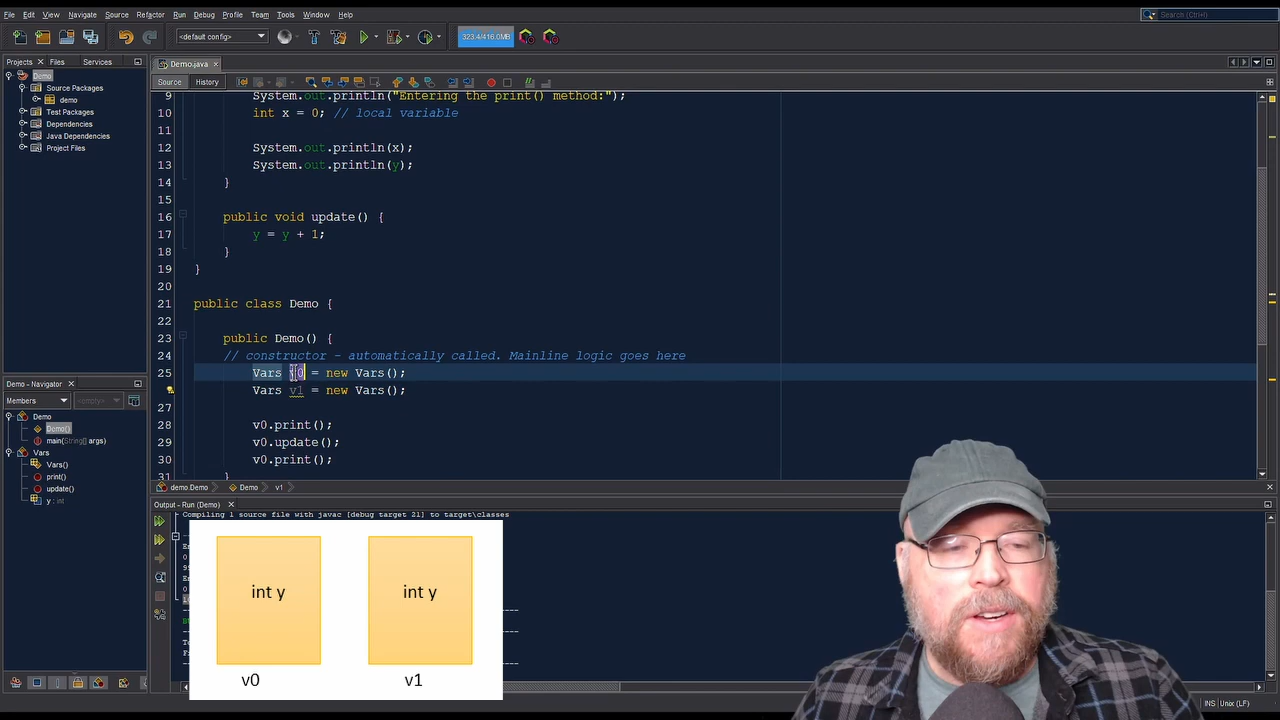 File Edit View Navigate Source Refactor Run Debug Profile Team Tools Window Help
Search (Ctrl+I)
<default config>
323.4/416.0MB
Projects Files Services
Demo.java
Source History
Demo
Source Packages
demo
Test Packages
Dependencies
Java Dependencies
Project Files
9 System.out.println("Entering the print() method:");
10 int x = 0; // local variable
11
12 System.out.println(x);
13 System.out.println(y);
14 }
15
16 public void update() {
17 y = y + 1;
18 }
19 }
20
21 public class Demo {
22
23 public Demo() {
24 // constructor - automatically called. Mainline logic goes here
25 Vars v0 = new Vars();
Vars v1 = new Vars();
27
28 v0.print();
29 v0.update();
30 v0.print();
31 }
Demo - Navigator
Members <empty>
Demo
Demo()
main(String[] args)
Vars
Vars()
print()
update()
y : int
demo.Demo Demo v1
Output - Run (Demo)
Compiling 1 source file with javac [debug target 21] to target\classes
int y int y
v0 v1
INS Unix (LF)